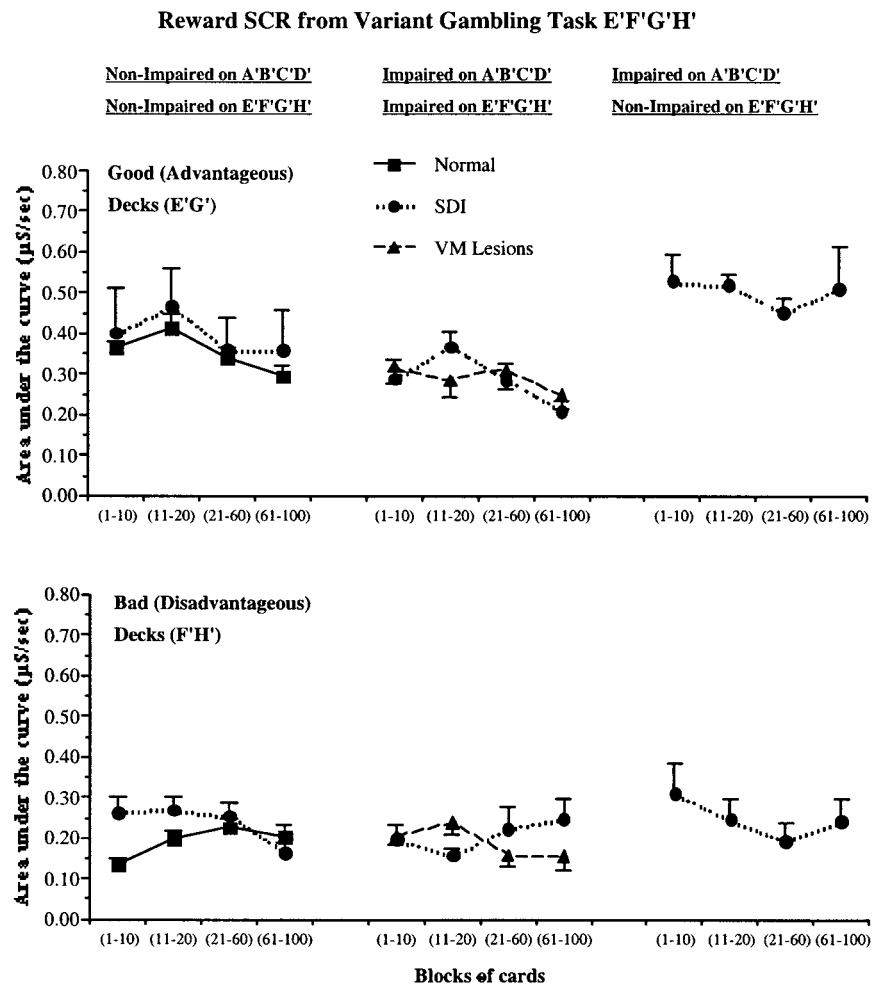 Reward SCR from Variant Gambling Task E'F'G'H'
Non-Impaired on A'B'C'D'
Non-Impaired on E'F'G'H'
Impaired on A'B'C'D'
Impaired on E'F'G'H'
Impaired on A'B'C'D'
Non-Impaired on E'F'G'H'
Good (Advantageous)
Decks (E'G')
Normal
SDI
VM Lesions
Area under the curve (µS/sec)
0.80
0.70
0.60
0.50
0.40
0.30
0.20
0.10
0.00
(1-10) (11-20) (21-60) (61-100)
(1-10) (11-20) (21-60) (61-100)
(1-10) (11-20) (21-60) (61-100)
Bad (Disadvantageous)
Decks (F'H')
Area under the curve (µS/sec)
0.80
0.70
0.60
0.50
0.40
0.30
0.20
0.10
0.00
(1-10) (11-20) (21-60) (61-100)
(1-10) (11-20) (21-60) (61-100)
(1-10) (11-20) (21-60) (61-100)
Blocks of cards